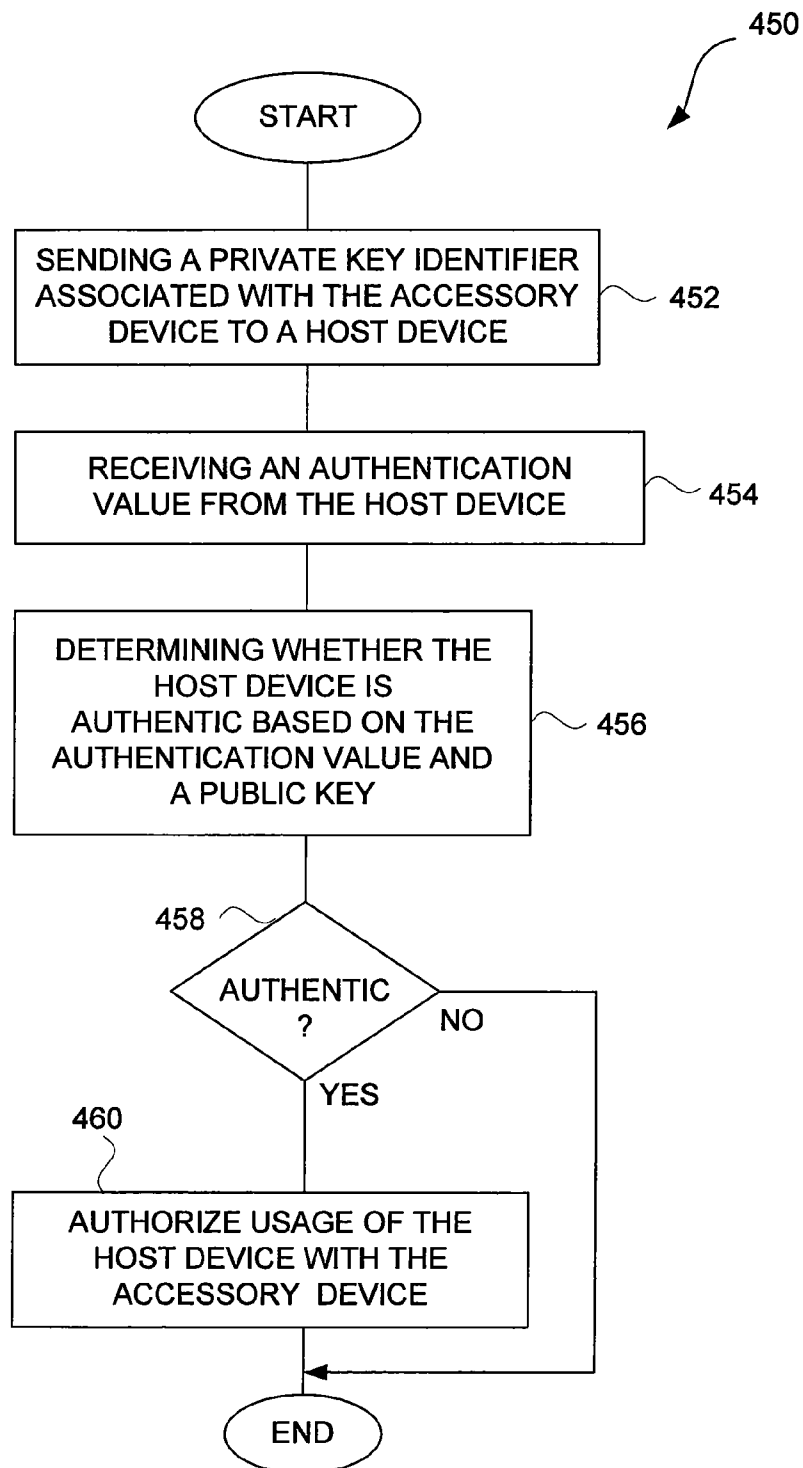 450
START
SENDING A PRIVATE KEY IDENTIFIER
ASSOCIATED WITH THE ACCESSORY
DEVICE TO A HOST DEVICE
452
RECEIVING AN AUTHENTICATION
VALUE FROM THE HOST DEVICE
454
DETERMINING WHETHER THE
HOST DEVICE IS
AUTHENTIC BASED ON THE
AUTHENTICATION VALUE AND
A PUBLIC KEY
456
458
AUTHENTIC
?
NO
YES
460
AUTHORIZE USAGE OF THE
HOST DEVICE WITH THE
ACCESSORY DEVICE
END